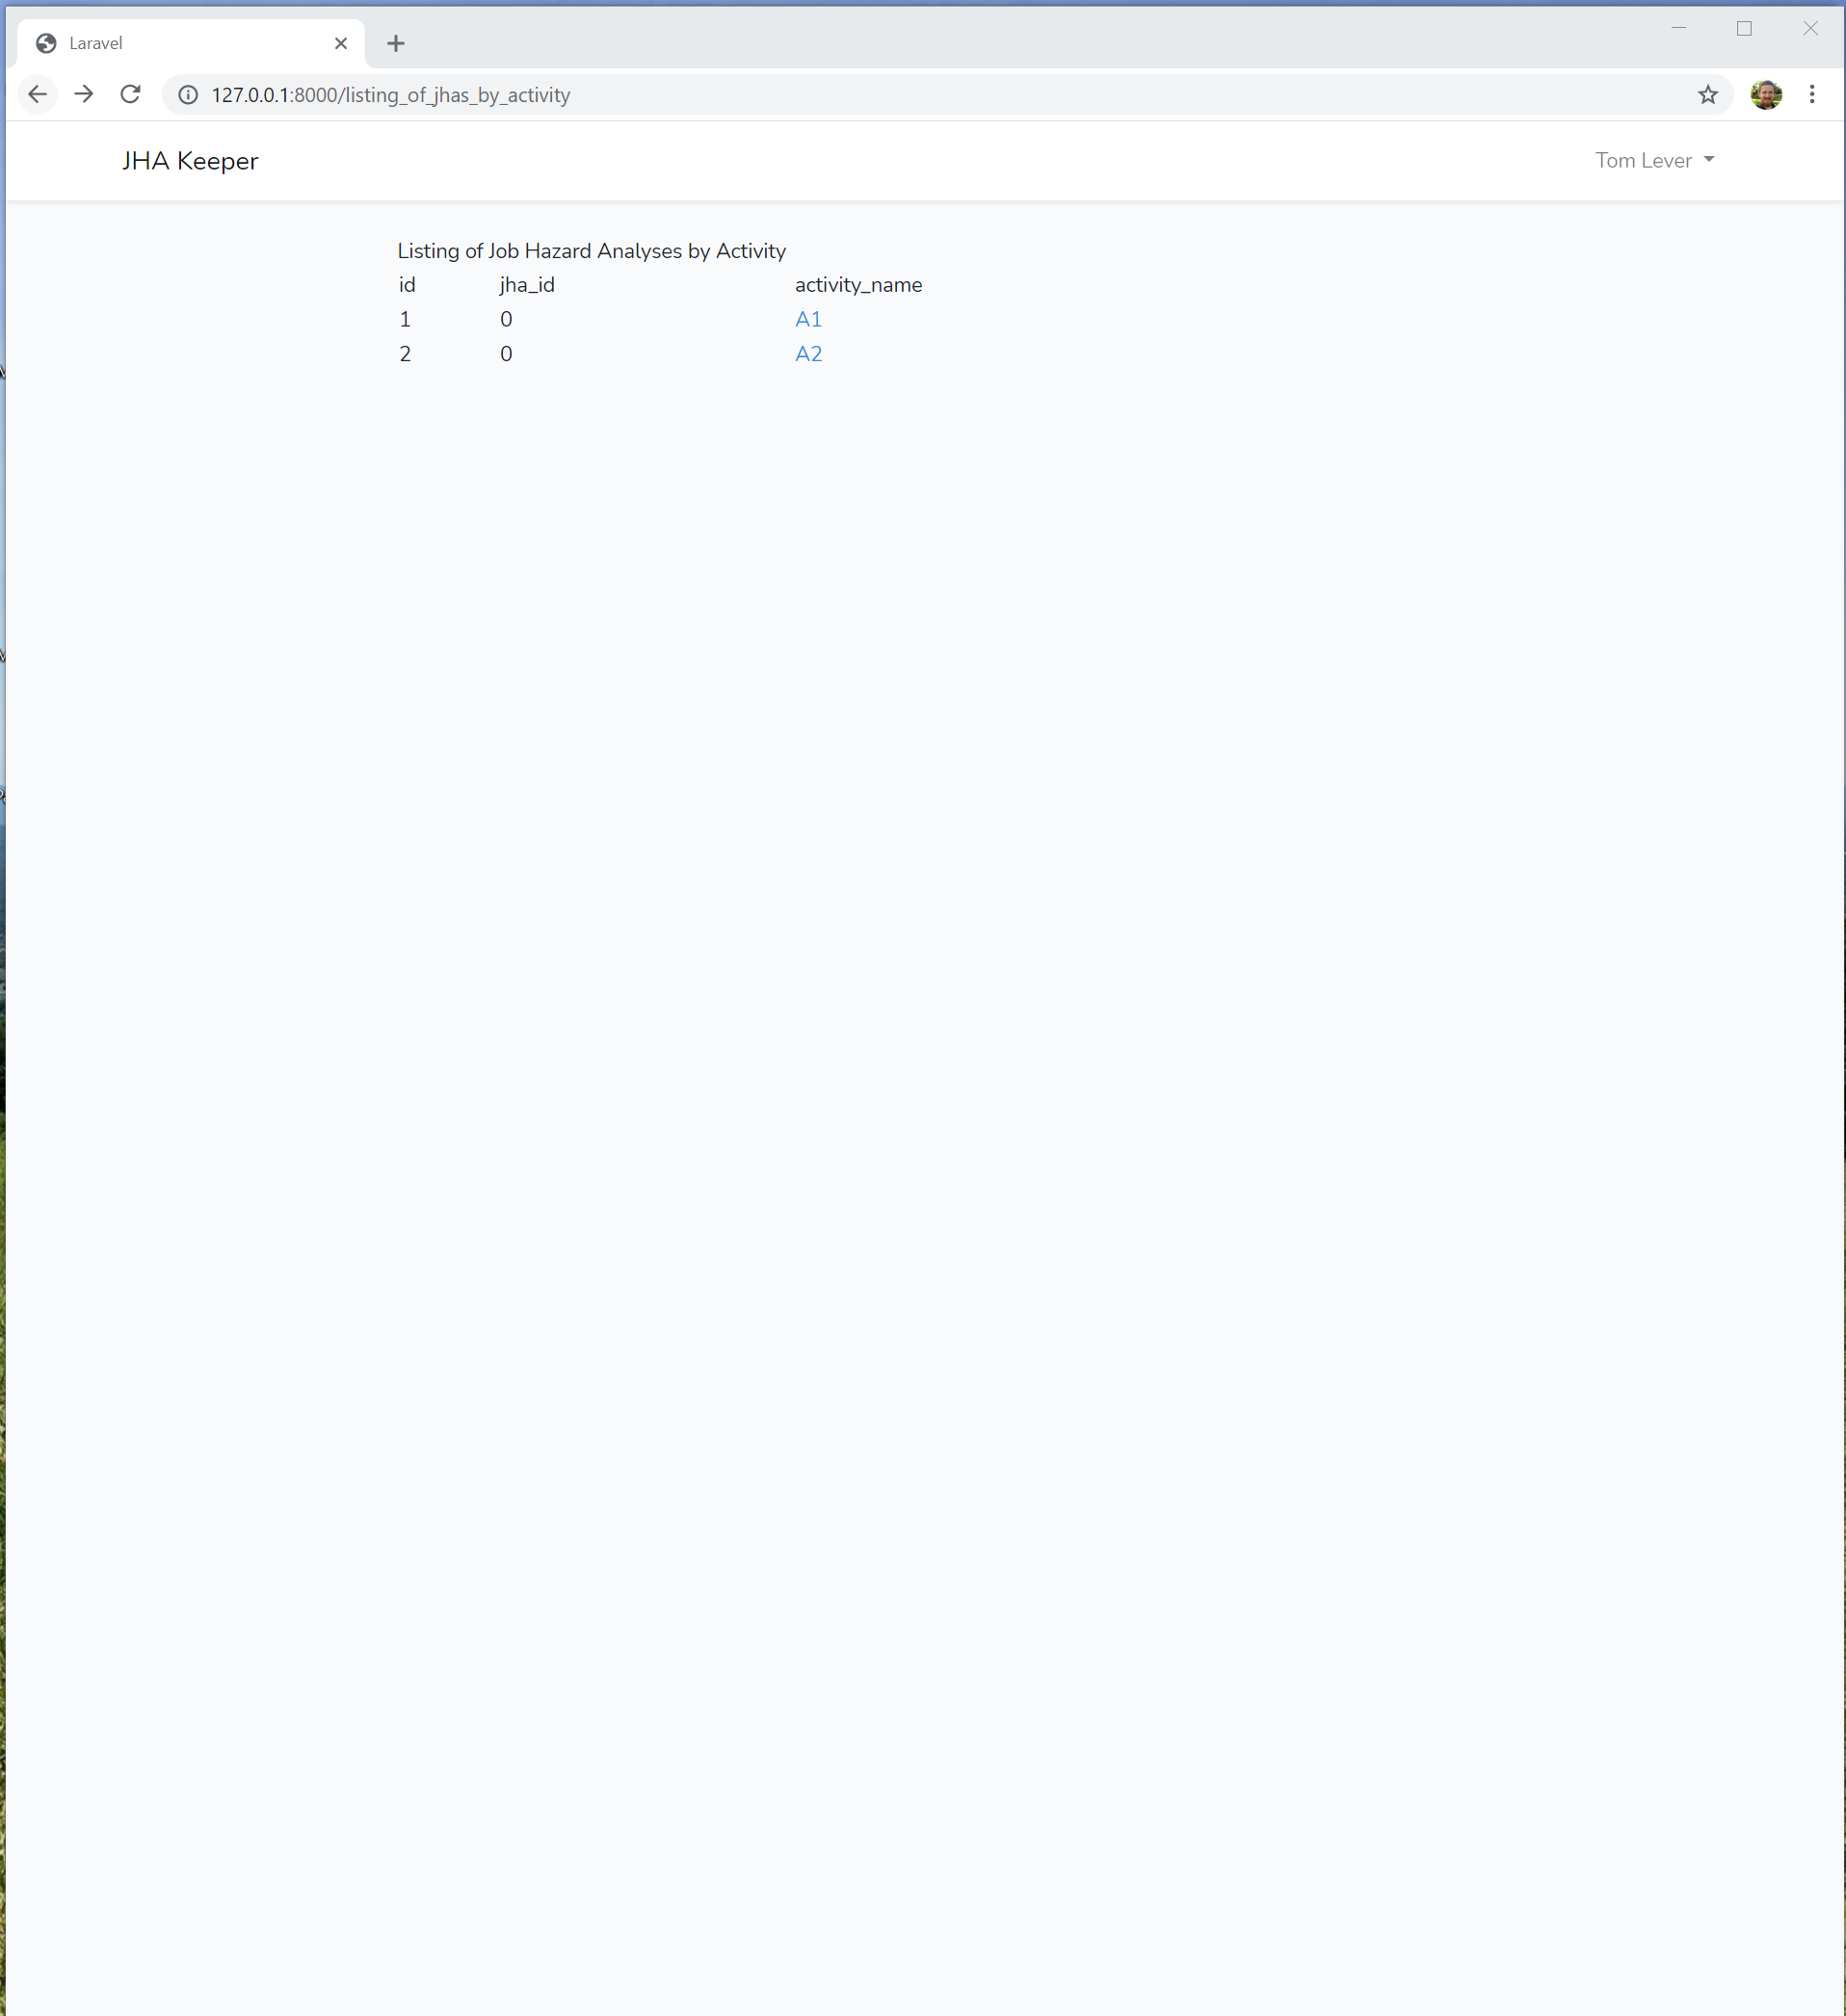 Laravel
127.0.0.1:8000/listing_of_jhas_by_activity
JHA Keeper Tom Lever
Listing of Job Hazard Analyses by Activity
id jha_id activity_name
1 0 A1
2 0 A2